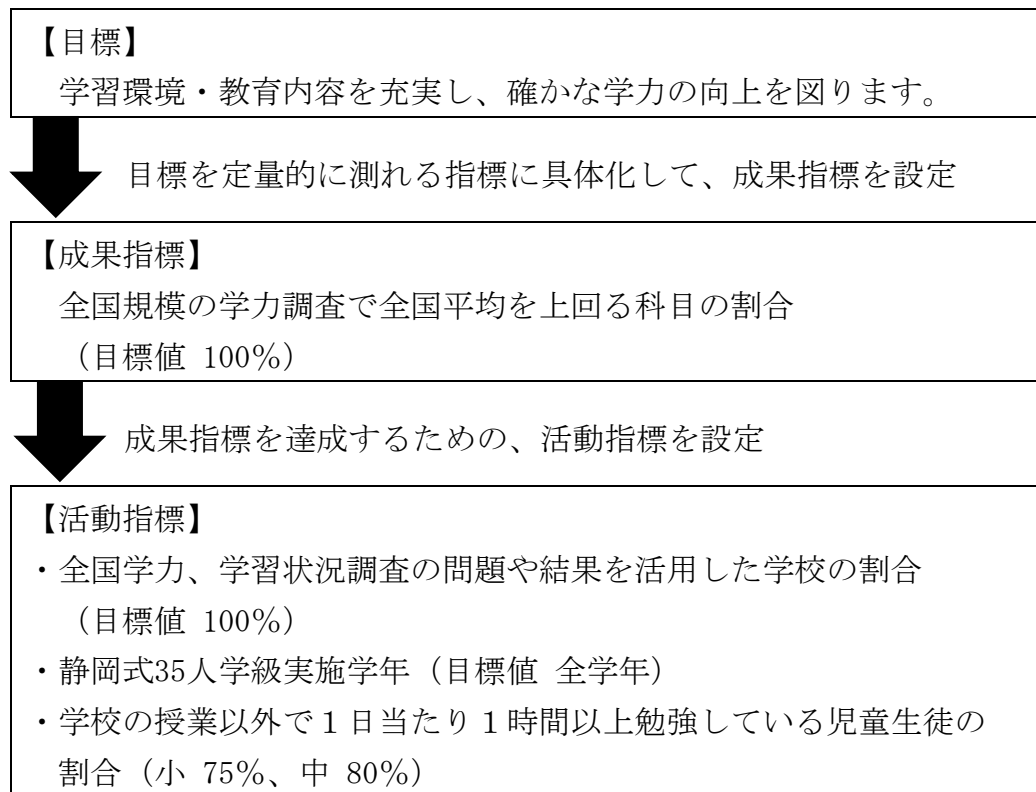 【目標】
学習環境・教育内容を充実し、確かな学力の向上を図ります。
目標を定量的に測れる指標に具体化して、成果指標を設定
【成果指標】
全国規模の学力調査で全国平均を上回る科目の割合
（目標値 100％）
成果指標を達成するための、活動指標を設定
【活動指標】
・全国学力、学習状況調査の問題や結果を活用した学校の割合
（目標値 100％）
・静岡式35人学級実施学年（目標値 全学年）
・学校の授業以外で１日当たり１時間以上勉強している児童生徒の
割合（小 75％、中 80％）